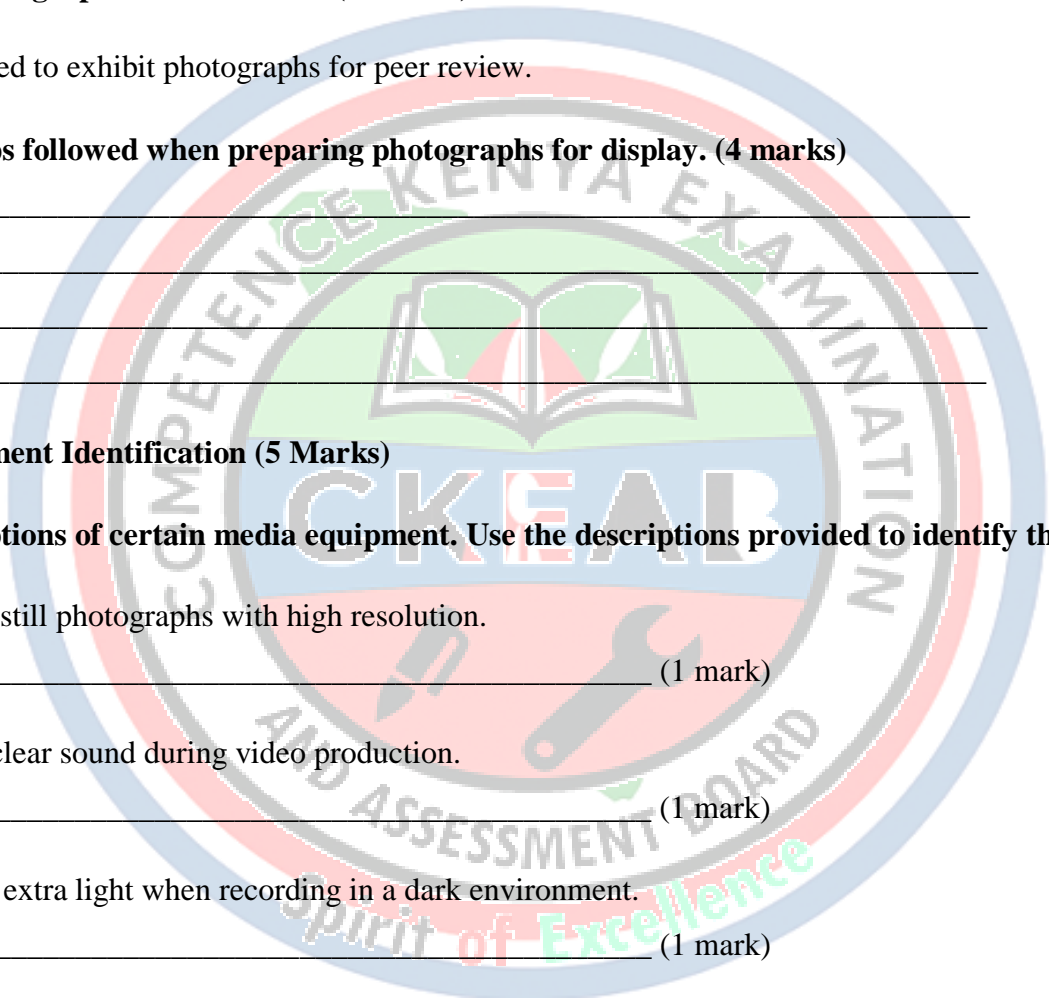 ed to exhibit photographs for peer review.
s followed when preparing photographs for display. (4 marks)
ment Identification (5 Marks)
tions of certain media equipment. Use the descriptions provided to identify th
still photographs with high resolution.
(1 mark)
clear sound during video production.
(1 mark)
extra light when recording in a dark environment.
(1 mark)
COMPETENCE KENYA EXAMINATION
CKEAB
AND ASSESSMENT BOARD
Spirit of Excellence